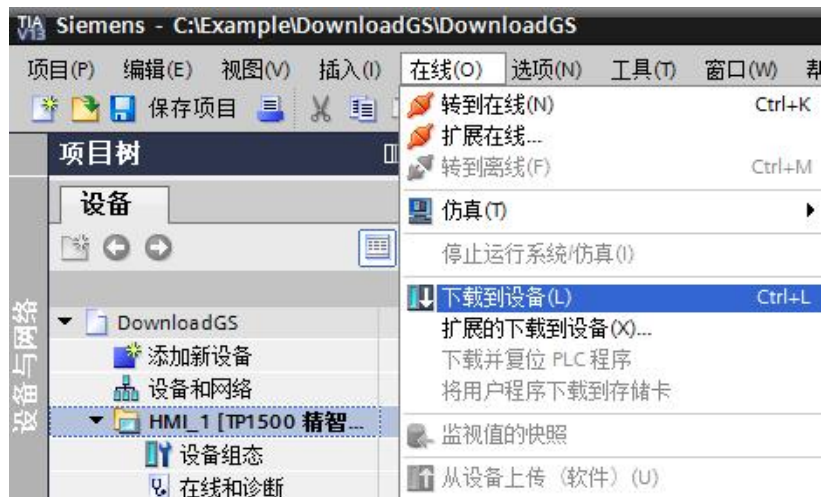 TIA V13 Siemens - C:\Example\DownloadGS\DownloadGS
项目(P) 编辑(E) 视图(V) 插入(I) 在线(O) 选项(N) 工具(T) 窗口(W) 帮
保存项目
转到在线(N) Ctrl+K
扩展在线...
转到离线(F) Ctrl+M
仿真(T)
停止运行系统/仿真(I)
下载到设备(L) Ctrl+L
扩展的下载到设备(X)...
下载并复位 PLC 程序
将用户程序下载到存储卡
监视值的快照
从设备上传（软件）(U)
项目树
设备
DownloadGS
添加新设备
设备和网络
HMI_1 [TP1500 精智...
设备组态
在线和诊断
设备与网络